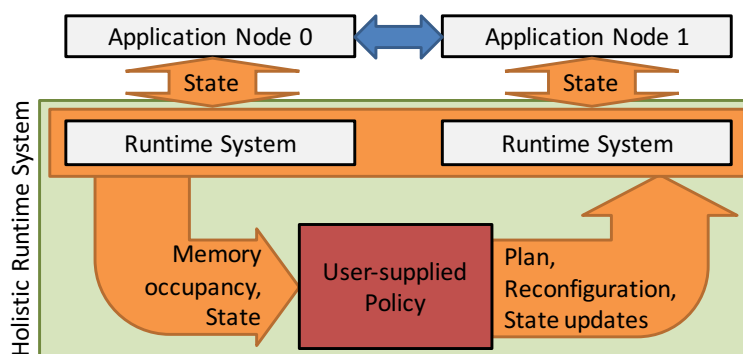 Application Node 0
Application Node 1
State
State
Holistic Runtime System
Runtime System
Runtime System
Memory
occupancy,
State
User-supplied
Policy
Plan,
Reconfiguration,
State updates